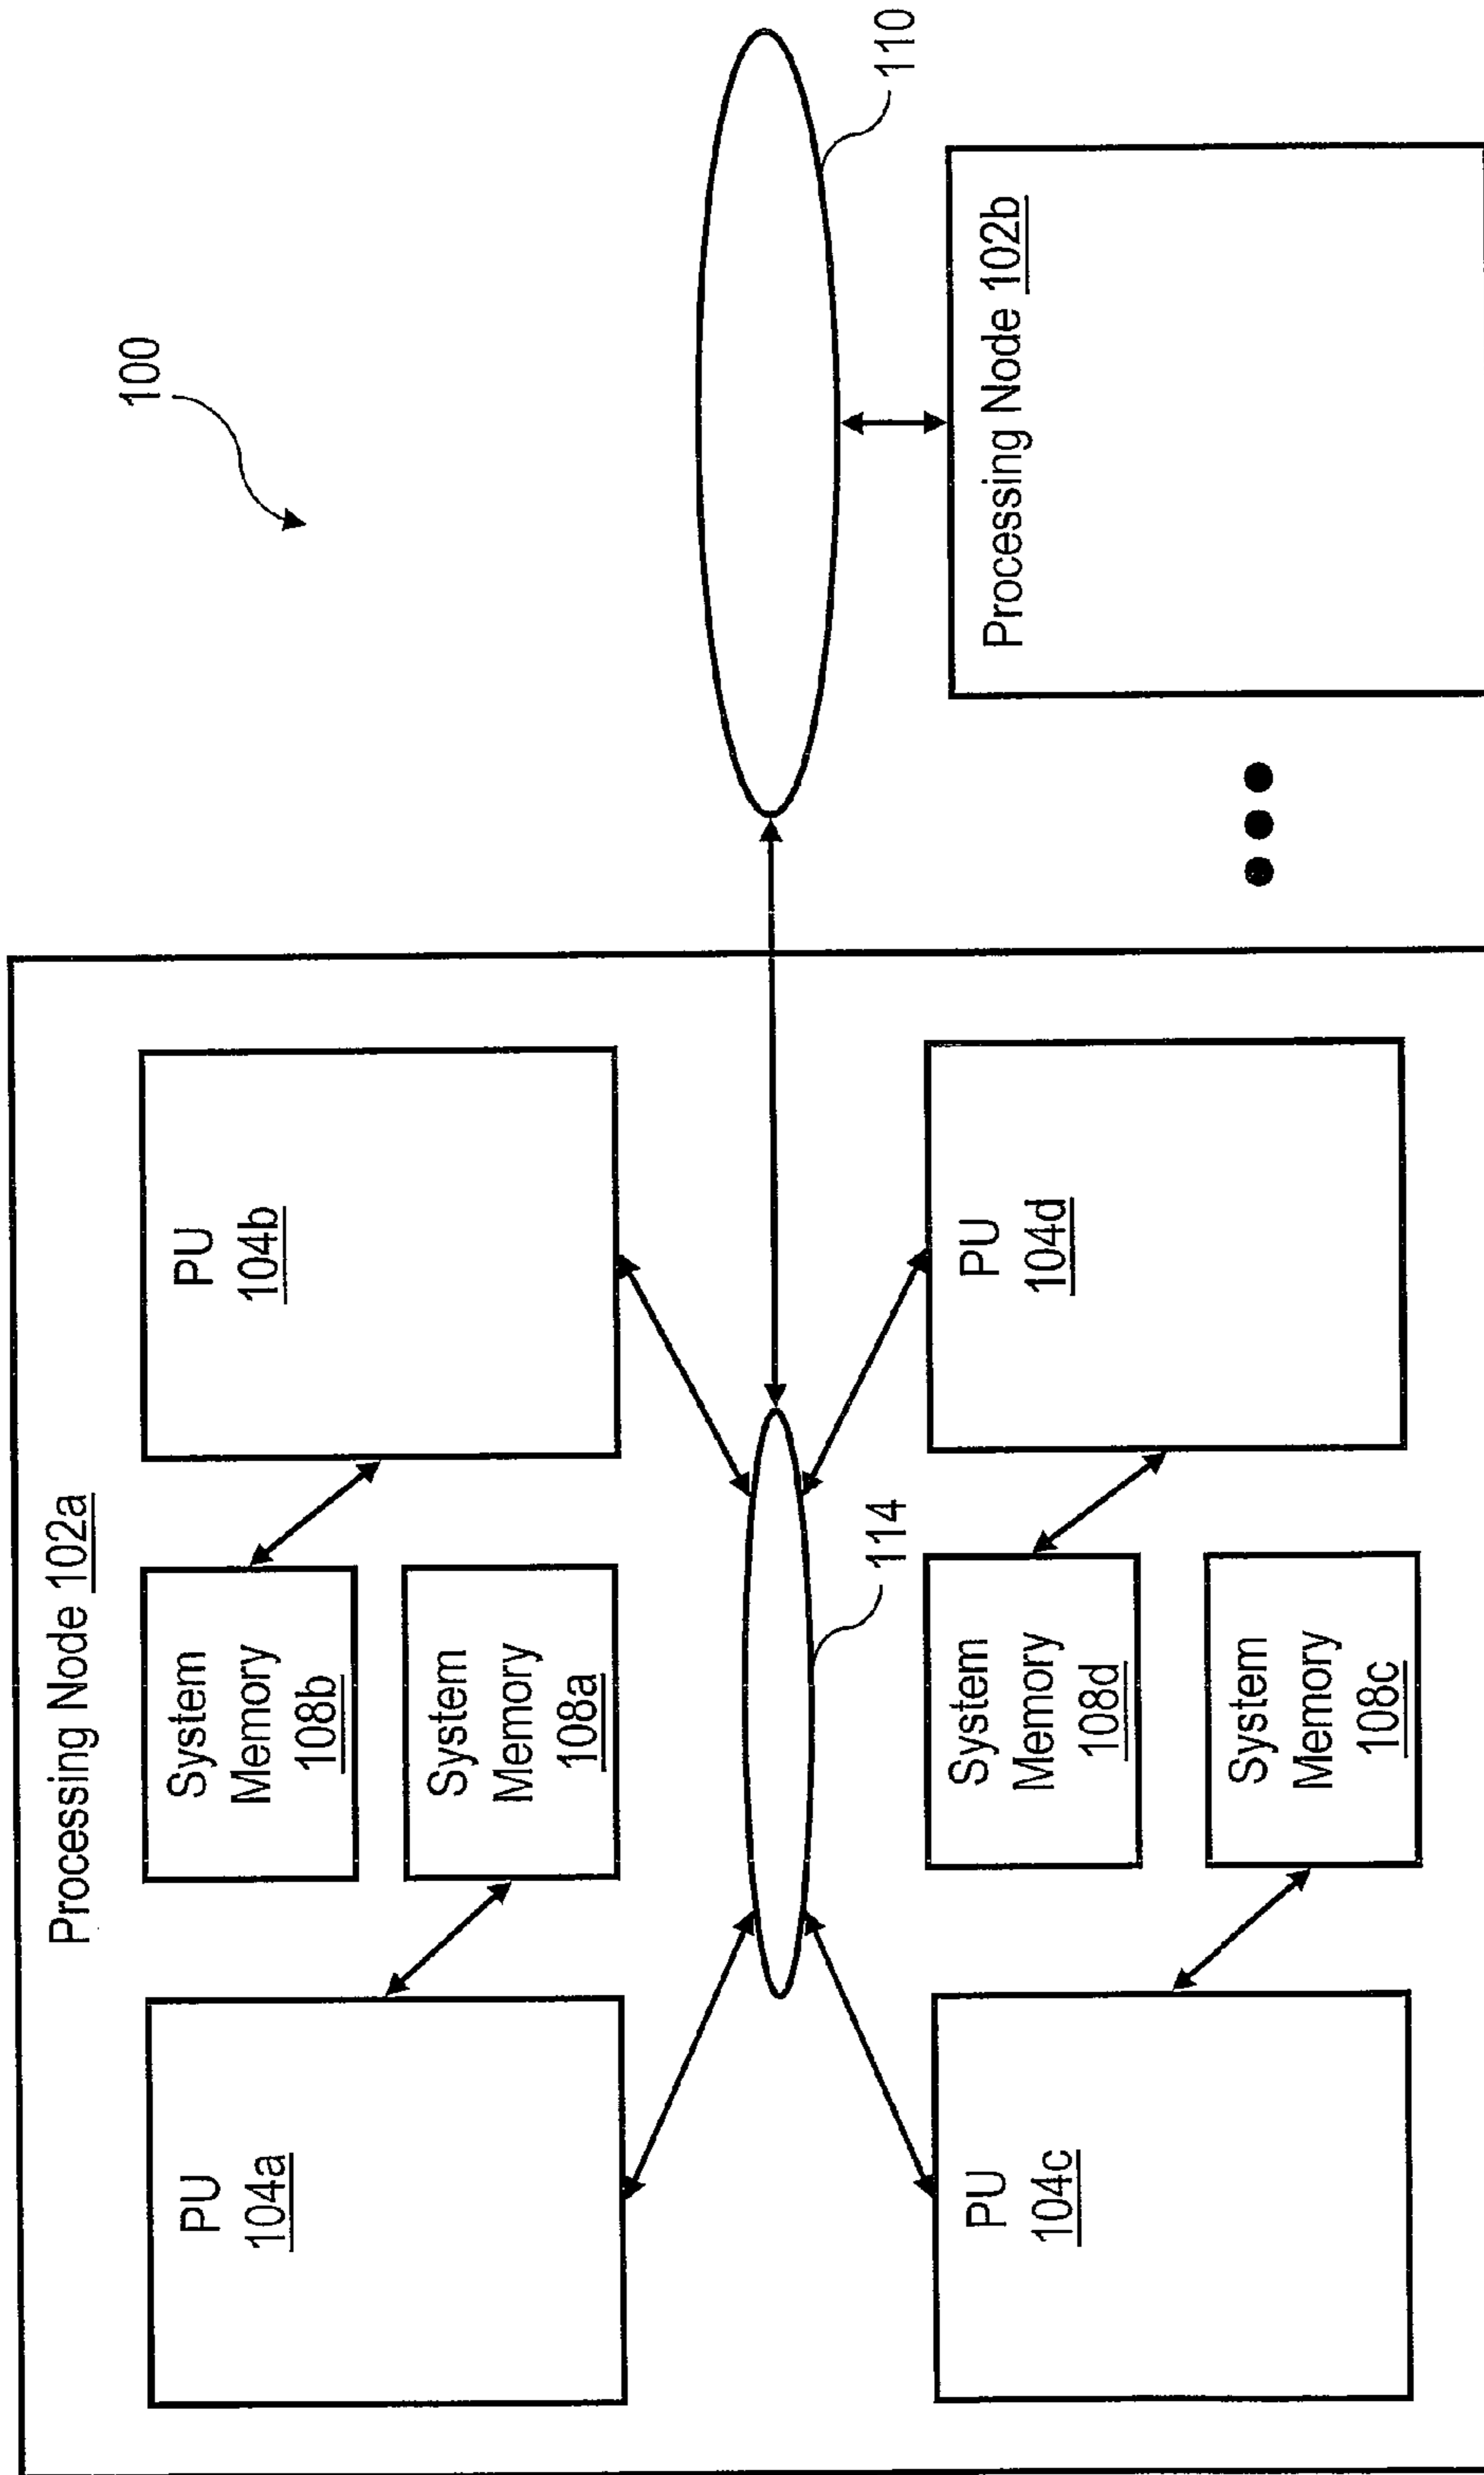 100
Processing Node 102a
PU
104a
System
Memory
108b
System
Memory
108a
PU
104b
114
110
PU
104c
System
Memory
108d
System
Memory
108c
PU
104d
Processing Node 102b